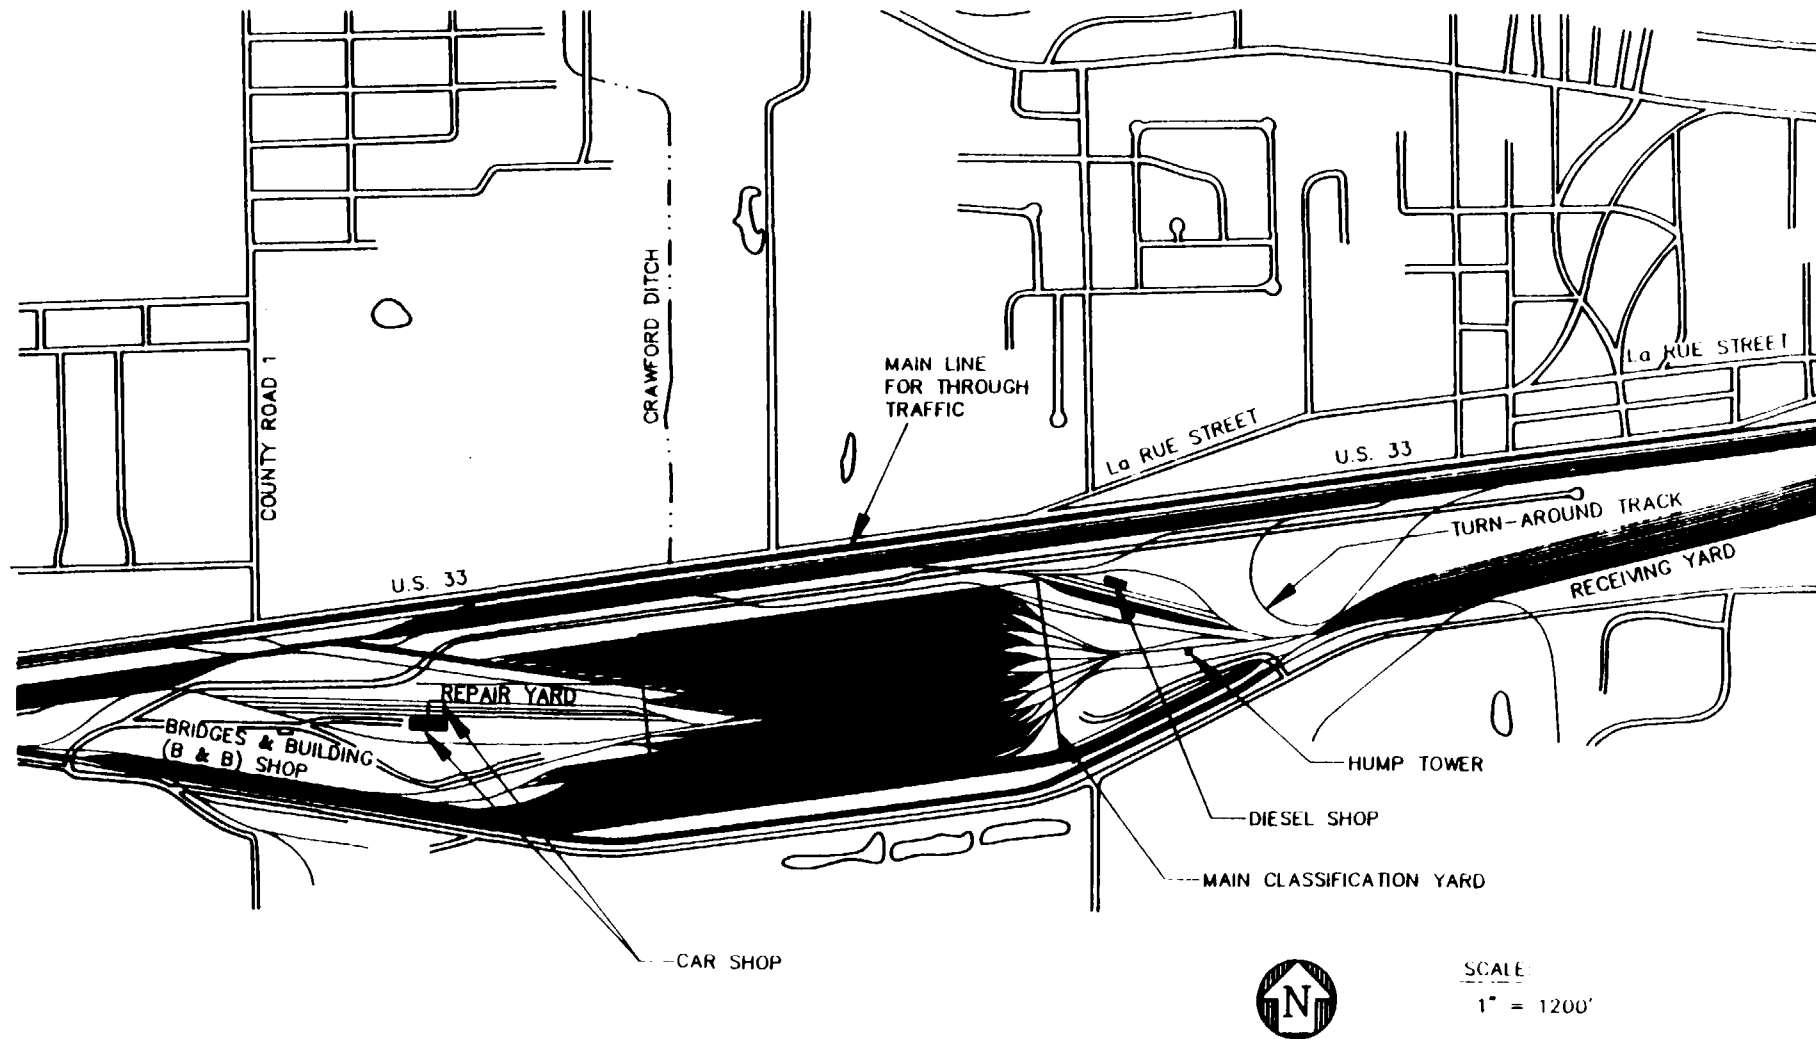 CRAWFORD DITCH
COUNTY ROAD 1
MAIN LINE
FOR THROUGH
TRAFFIC
La RUE STREET
La RUE STREET
U.S. 33
U.S. 33
TURN-AROUND TRACK
RECEIVING YARD
REPAIR YARD
BRIDGES & BUILDING
(B & B) SHOP
HUMP TOWER
DIESEL SHOP
MAIN CLASSIFICATION YARD
CAR SHOP
N
SCALE:
1" = 1200'